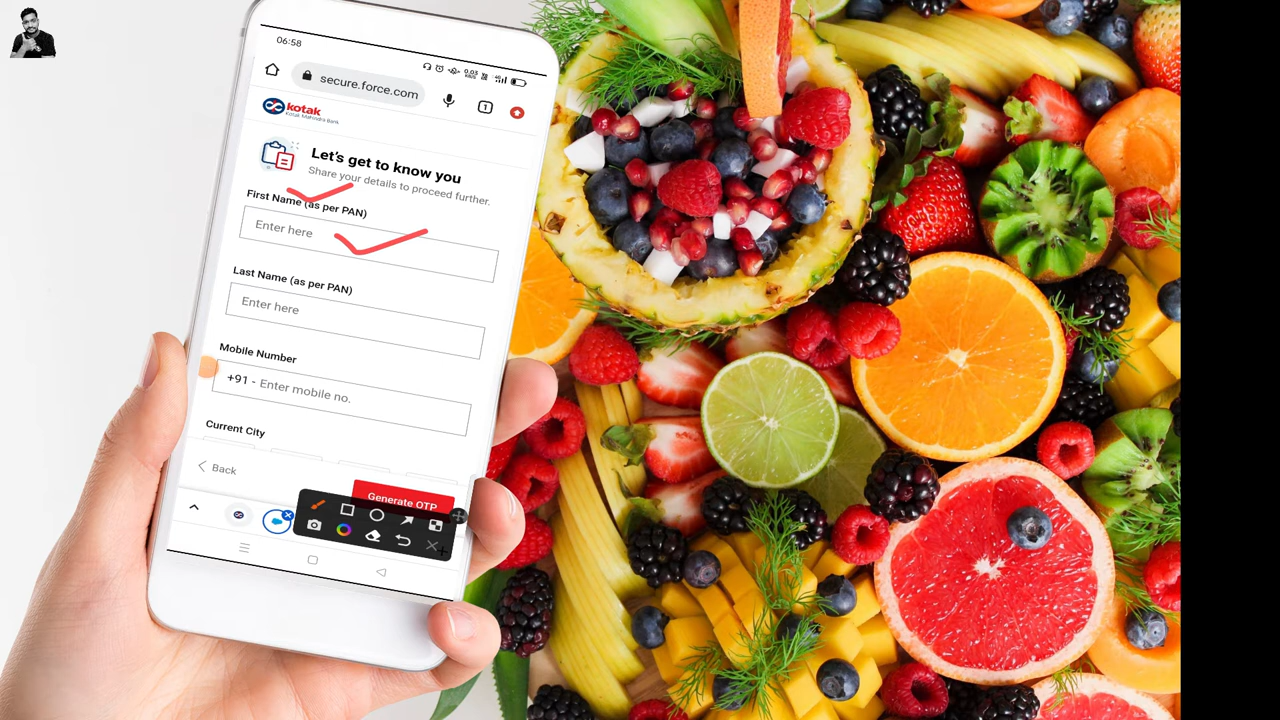 06:58
secure.force.com
1
kotak
Kotak Mahindra Bank
Let's get to know you
Share your details to proceed further.
First Name (as per PAN)
Enter here
Last Name (as per PAN)
Enter here
Mobile Number
+91 - Enter mobile no.
Current City
Back
Generate OTP